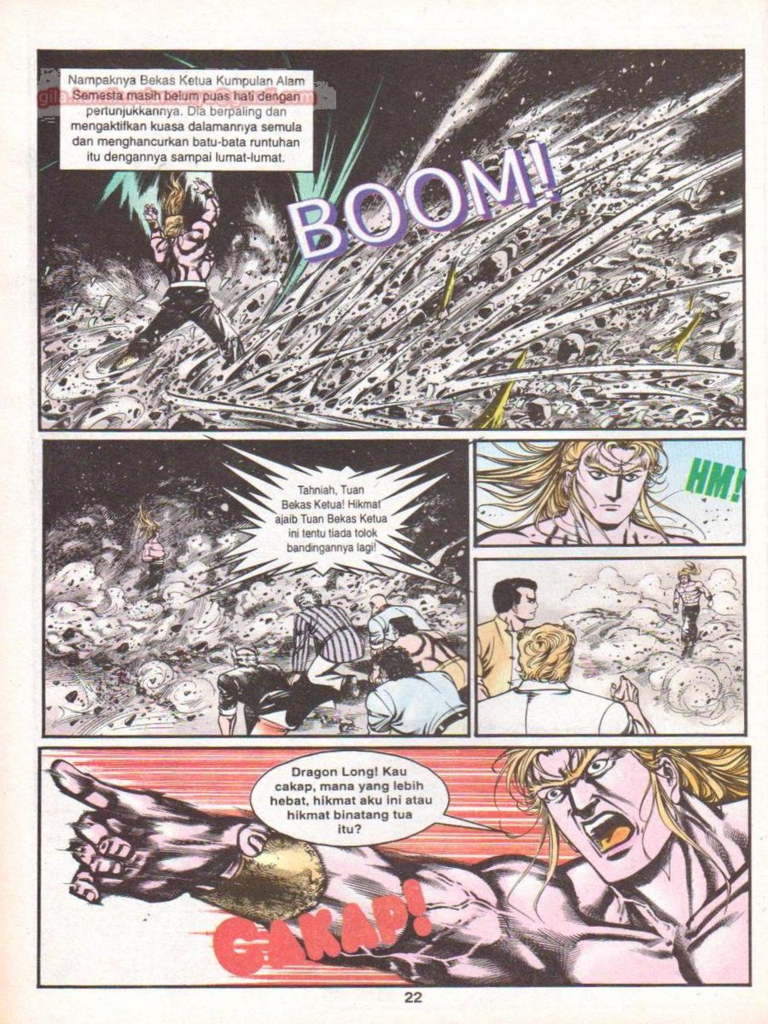 Nampaknya Bekas Ketua Kumpulan Alam
Semesta masih belum puas hati dengan
pertunjukkannya. Dia berpaling dan
mengaktifkan kuasa dalamannya semula
dan menghancurkan batu-bata runtuhan
itu dengannya sampai lumat-lumat.
BOOM!
Tahniah, Tuan
Bekas Ketua! Hikmat
ajaib Tuan Bekas Ketua
ini tentu tiada tolok
bandingannya lagi!
HM!
Dragon Long! Kau
cakap, mana yang lebih
hebat, hikmat aku ini atau
hikmat binatang tua
itu?
CAKAP!
22